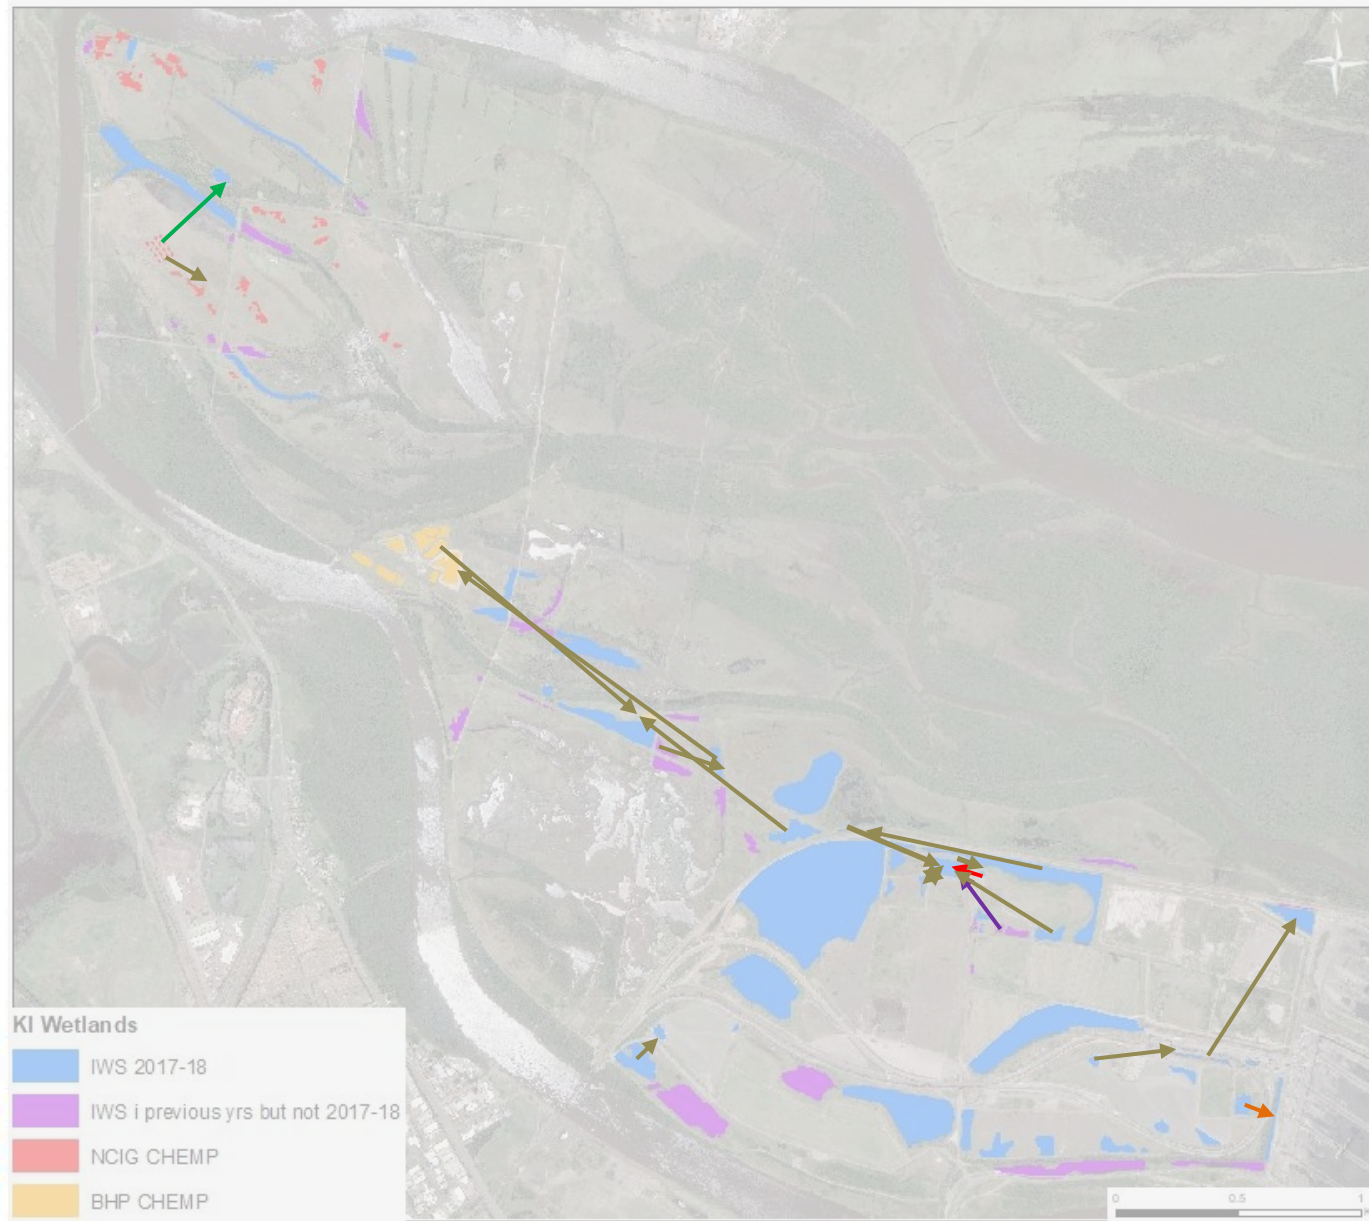 N
KI Wetlands
IWS 2017-18
IWS i previous yrs but not 2017-18
NCIG CHEMP
BHP CHEMP
0 0.5 1